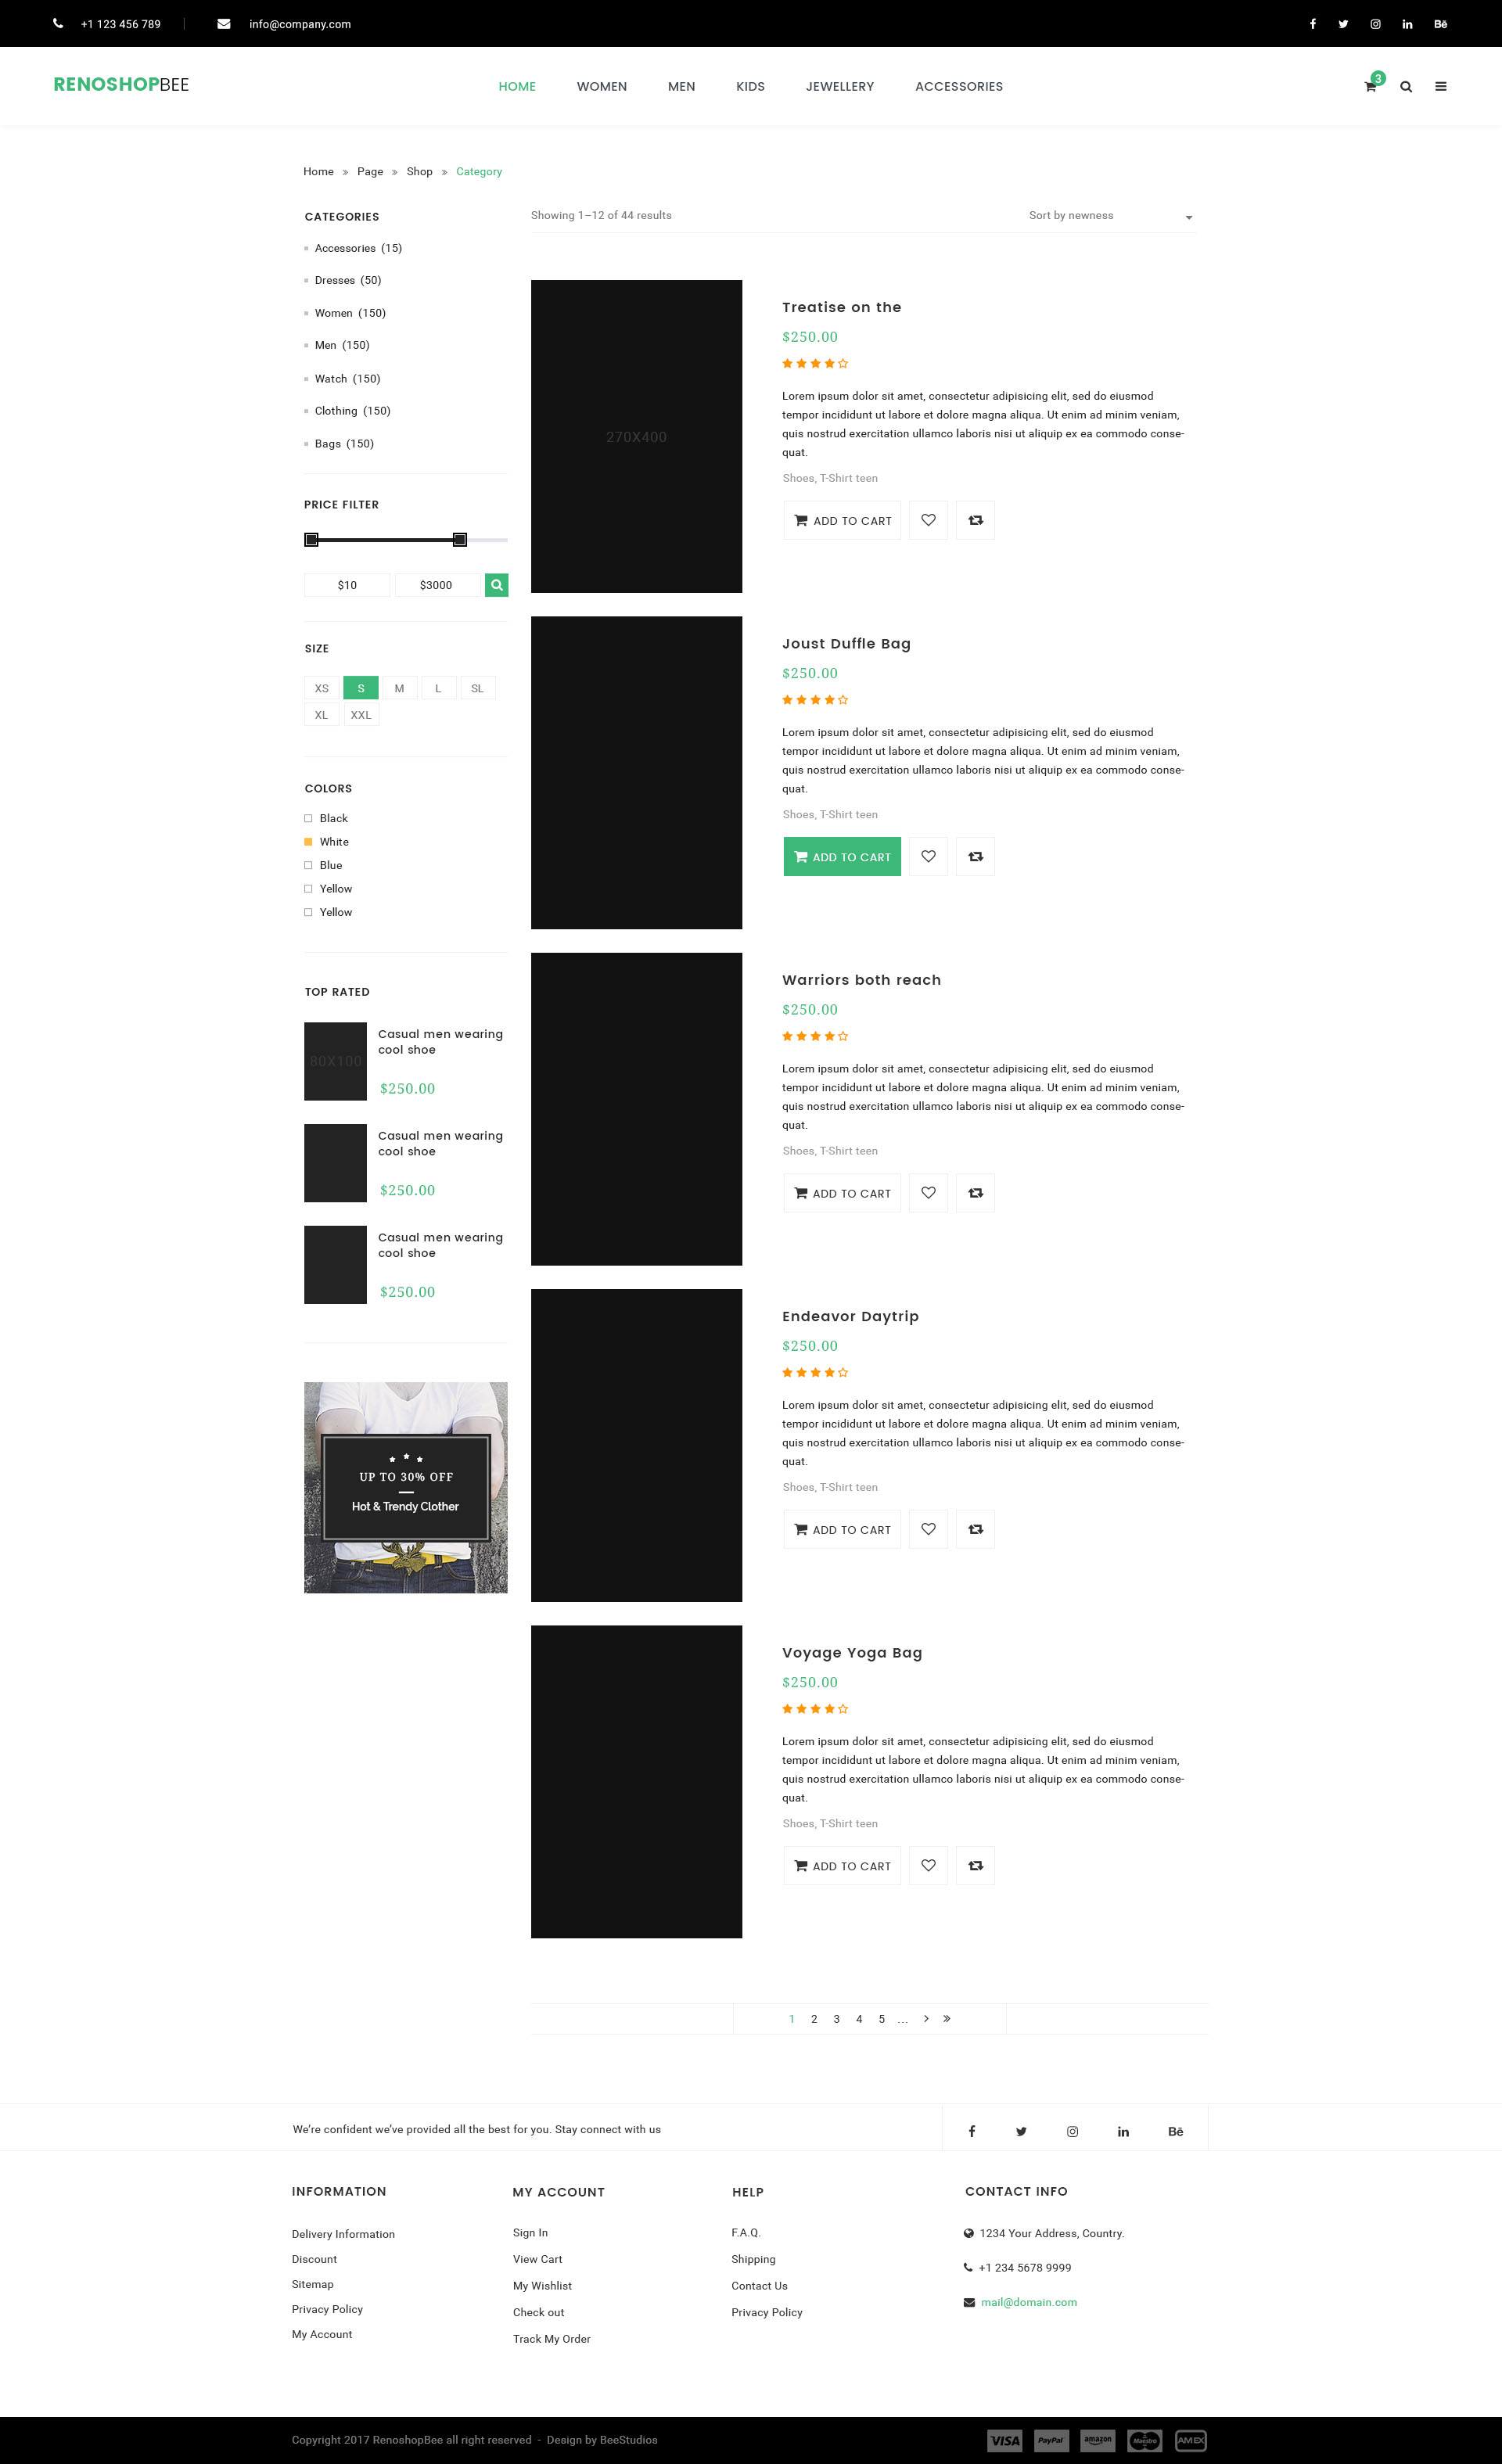 +1 123 456 789
info@company.com
RENOSHOPBEE
HOME WOMEN MEN KIDS JEWELLERY ACCESSORIES
3
Home » Page » Shop » Category
CATEGORIES
Accessories (15)
Dresses (50)
Women (150)
Men (150)
Watch (150)
Clothing (150)
Bags (150)
PRICE FILTER
$10 $3000
SIZE
XS S M L SL
XL XXL
COLORS
Black
White
Blue
Yellow
Yellow
TOP RATED
80X100
Casual men wearing
cool shoe
$250.00
Casual men wearing
cool shoe
$250.00
Casual men wearing
cool shoe
$250.00
UP TO 30% OFF
Hot & Trendy Clother
Showing 1–12 of 44 results
Sort by newness
270X400
Treatise on the
$250.00
Lorem ipsum dolor sit amet, consectetur adipisicing elit, sed do eiusmod
tempor incididunt ut labore et dolore magna aliqua. Ut enim ad minim veniam,
quis nostrud exercitation ullamco laboris nisi ut aliquip ex ea commodo conse-
quat.
Shoes, T-Shirt teen
ADD TO CART
Joust Duffle Bag
$250.00
Lorem ipsum dolor sit amet, consectetur adipisicing elit, sed do eiusmod
tempor incididunt ut labore et dolore magna aliqua. Ut enim ad minim veniam,
quis nostrud exercitation ullamco laboris nisi ut aliquip ex ea commodo conse-
quat.
Shoes, T-Shirt teen
ADD TO CART
Warriors both reach
$250.00
Lorem ipsum dolor sit amet, consectetur adipisicing elit, sed do eiusmod
tempor incididunt ut labore et dolore magna aliqua. Ut enim ad minim veniam,
quis nostrud exercitation ullamco laboris nisi ut aliquip ex ea commodo conse-
quat.
Shoes, T-Shirt teen
ADD TO CART
Endeavor Daytrip
$250.00
Lorem ipsum dolor sit amet, consectetur adipisicing elit, sed do eiusmod
tempor incididunt ut labore et dolore magna aliqua. Ut enim ad minim veniam,
quis nostrud exercitation ullamco laboris nisi ut aliquip ex ea commodo conse-
quat.
Shoes, T-Shirt teen
ADD TO CART
Voyage Yoga Bag
$250.00
Lorem ipsum dolor sit amet, consectetur adipisicing elit, sed do eiusmod
tempor incididunt ut labore et dolore magna aliqua. Ut enim ad minim veniam,
quis nostrud exercitation ullamco laboris nisi ut aliquip ex ea commodo conse-
quat.
Shoes, T-Shirt teen
ADD TO CART
1 2 3 4 5 ... › »
We’re confident we’ve provided all the best for you. Stay connect with us
INFORMATION
Delivery Information
Discount
Sitemap
Privacy Policy
My Account
MY ACCOUNT
Sign In
View Cart
My Wishlist
Check out
Track My Order
HELP
F.A.Q.
Shipping
Contact Us
Privacy Policy
CONTACT INFO
1234 Your Address, Country.
+1 234 5678 9999
mail@domain.com
Copyright 2017 RenoshopBee all right reserved - Design by BeeStudios
VISA PayPal amazon Maestro AMEX